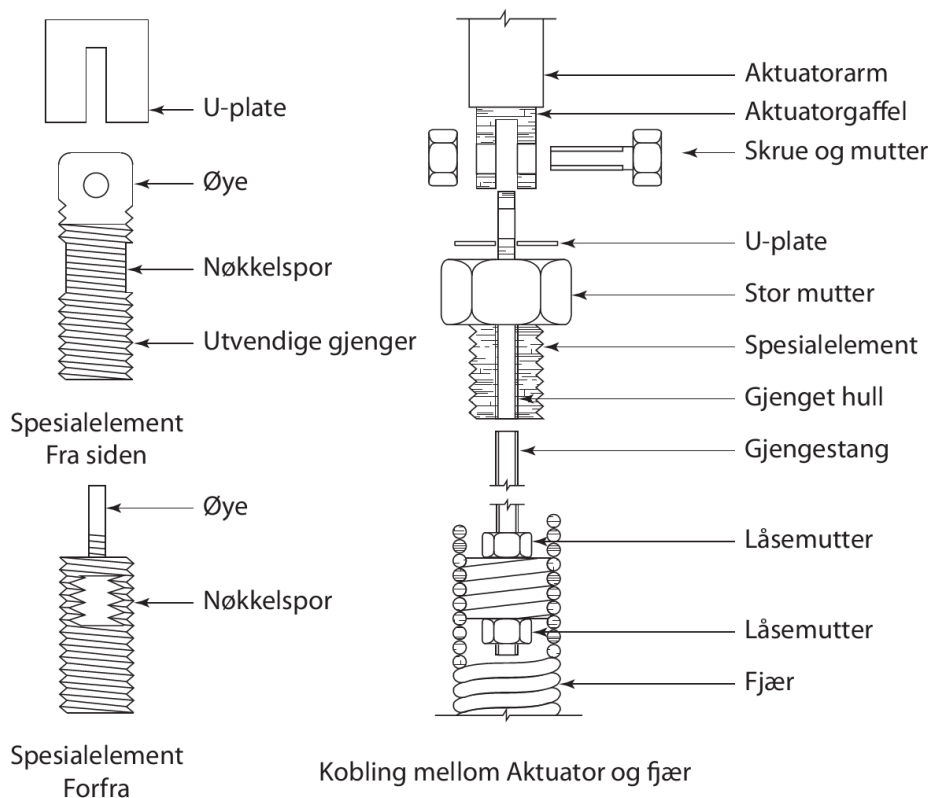 U-plate
Øye
Nøkkelspor
Utvendige gjenger
Spesialelement
Fra siden
Øye
Nøkkelspor
Spesialelement
Forfra
Aktuatorarm
Aktuatorgaffel
Skrue og mutter
U-plate
Stor mutter
Spesialelement
Gjenget hull
Gjengestang
Låsemutter
Låsemutter
Fjær
Kobling mellom Aktuator og fjær